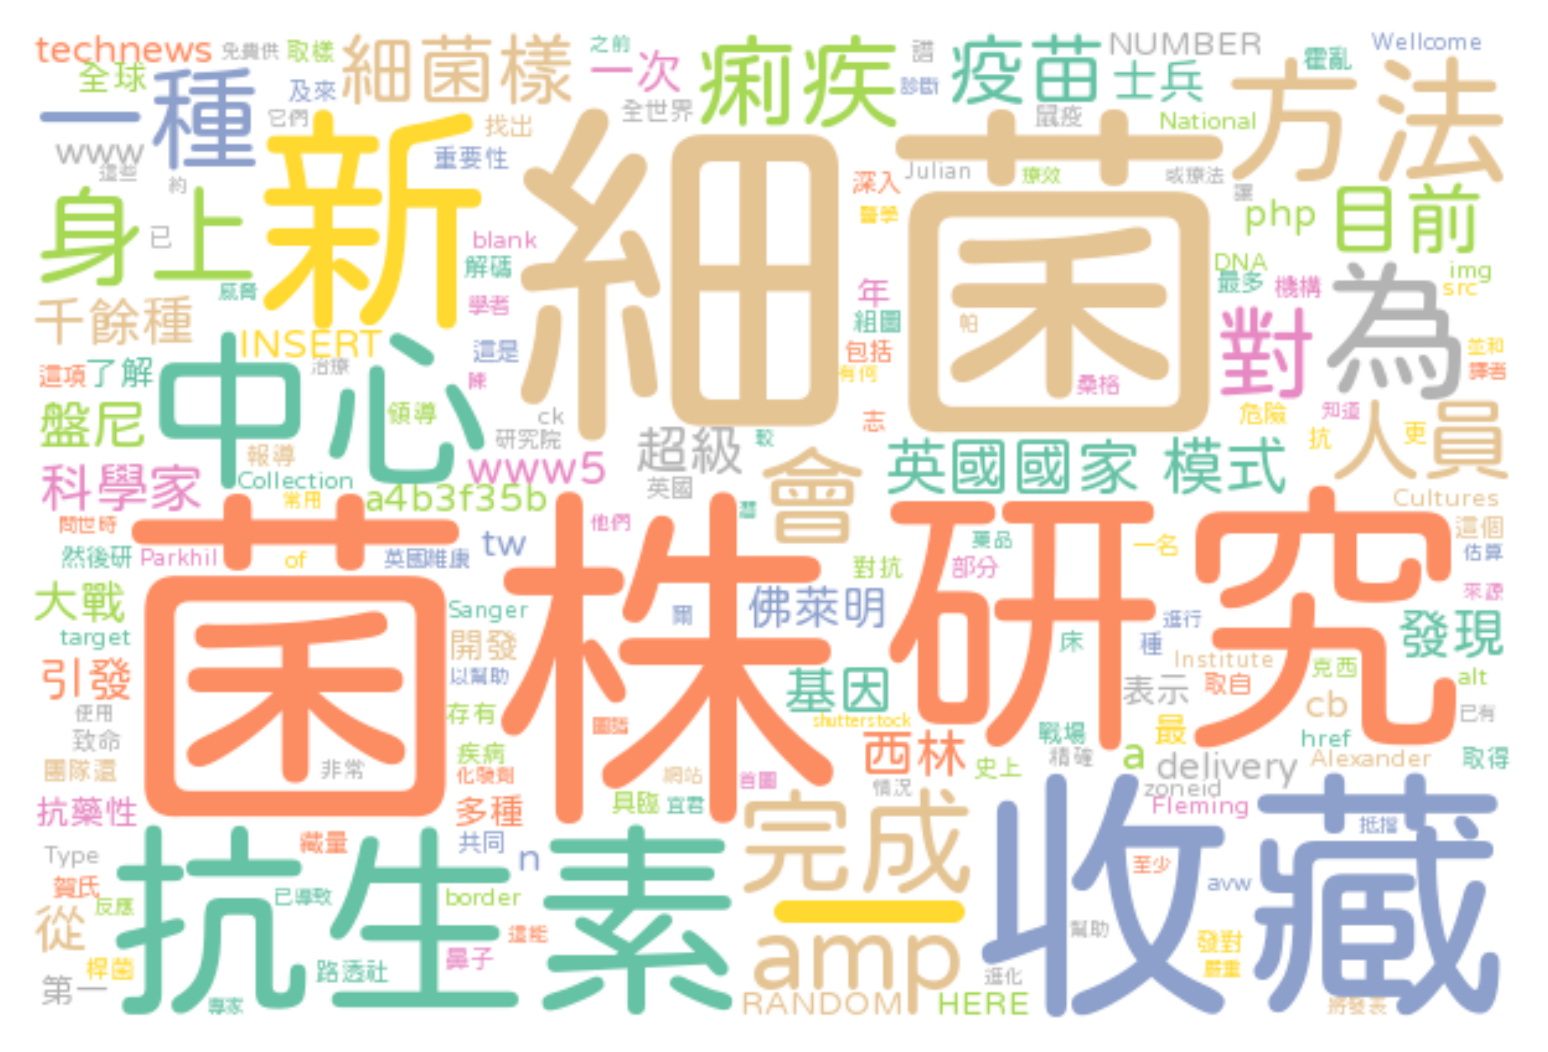 technews
免費供
取樣
細菌樣
之前
一次
痢疾
譜
疫苗
NUMBER
士兵
霍亂
Wellcome
全球
一種
及來
它們
新
找出
全世界
診斷
鼠疫
National
方法
www
這些
約
重要性
細菌
深入
Julian
療效
或療法
讓
醫學
php
目前
身上
已
威脅
blank
解碼
學者
年
組圖
包括
有何
帕
桑格
DNA
最多
機構
img
src
為
對
並和
譯者
千餘種
INSERT
治療
這是
陳
這項
了解
中心
領導
ck
研究院
志
危險
知道
抗
更
人員
盤尼
報導
Collection
常用
www5
超級
較
英國
會
英國國家
模式
科學家
a4b3f35b
Cultures
問世時
他們
這個
然後研
Parkhil
of
英國維康
tw
菌株
研究
藥品
一名
對抗
部分
估算
來源
大戰
target
Sanger
爾
佛萊明
床
種
進行
發現
引發
開發
以幫助
基因
Institute
表示
取自
克西
alt
使用
致命
存有
圖攝
shutterstock
cb
已有
團隊還
非常
疾病
化驗劑
網站
首圖
西林
戰場
精確
最
a
href
史上
delivery
Alexander
取得
抗藥性
多種
具臨
宜君
情況
zoneid
Fleming
Type
藏量
共同
n
完成
收藏
抵擋
賀氏
反應
已導致
border
至少
avw
從
抗生素
這能
amp
幫助
發對
嚴重
桿菌
第一
專家
路透社
鼻子
進化
RANDOM
HERE
將發表